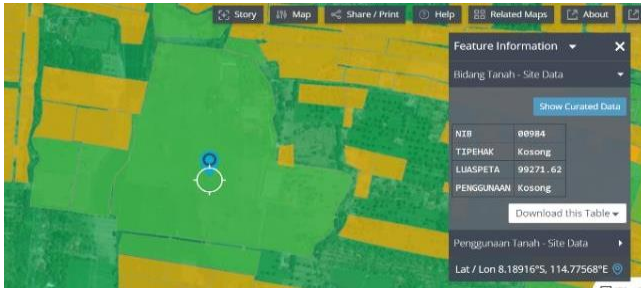 Story Map Share / Print Help Related Maps About
Feature Information
Bidang Tanah - Site Data
Show Curated Data
NIB 00984
TIPEHAK Kosong
LUASPETA 99271.62
PENGGUNAAN Kosong
Download this Table
Penggunaan Tanah - Site Data
Lat / Lon 8.18916°S, 114.77568°E